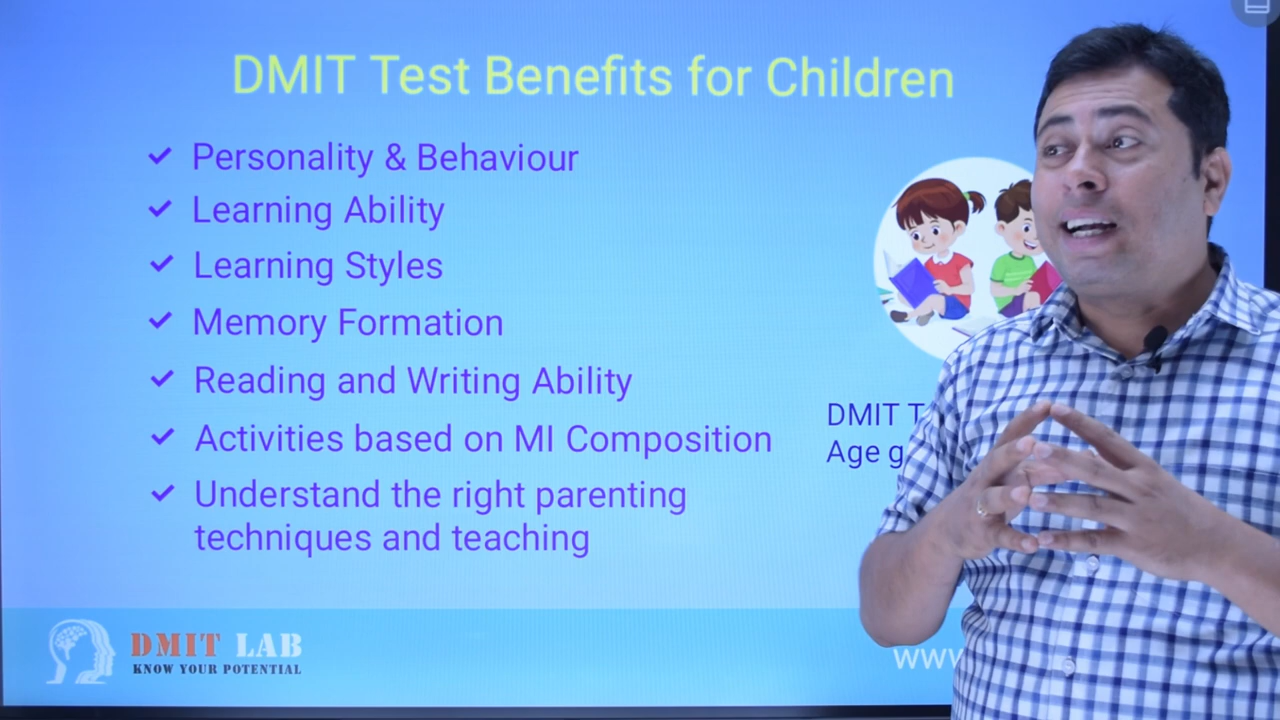 DMIT Test Benefits for Children
Personality & Behaviour
Learning Ability
Learning Styles
Memory Formation
Reading and Writing Ability
Activities based on MI Composition
Understand the right parenting
techniques and teaching
DMIT
Age
DMIT LAB
KNOW YOUR POTENTIAL